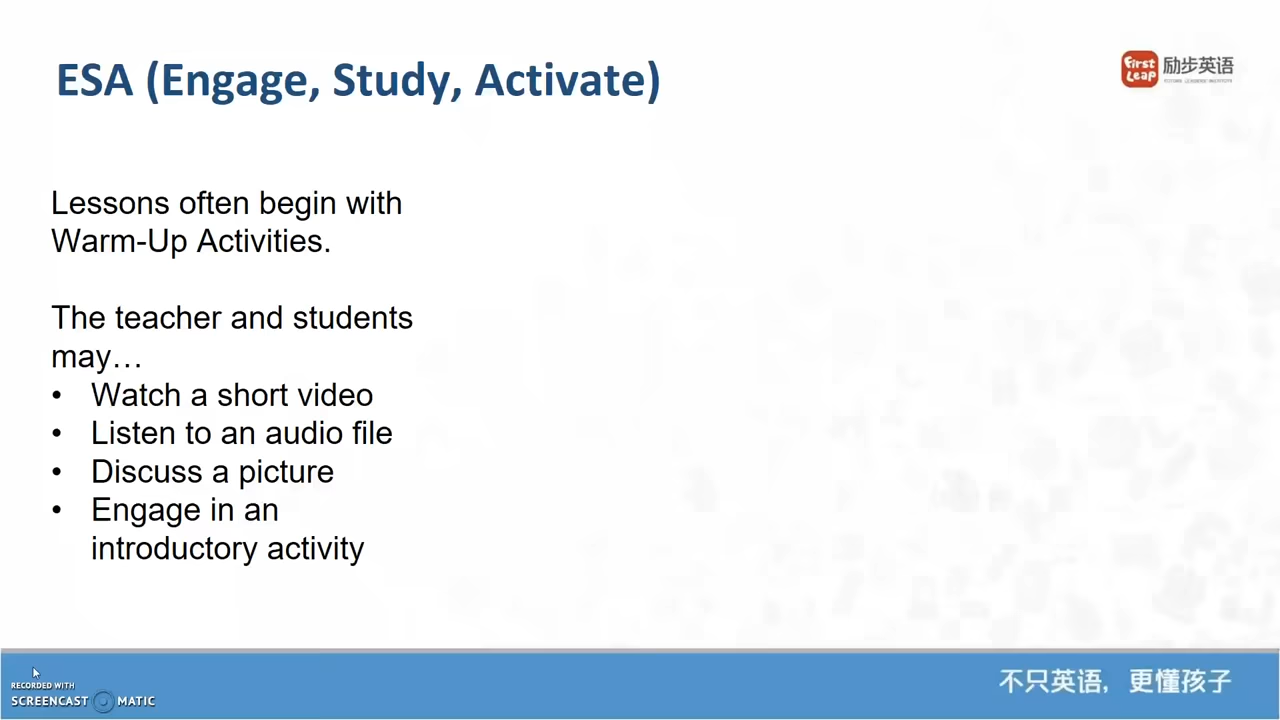 ESA (Engage, Study, Activate)
First Leap
励步英语
Lessons often begin with
Warm-Up Activities.
The teacher and students
may…
• Watch a short video
• Listen to an audio file
• Discuss a picture
• Engage in an
introductory activity
RECORDED WITH
SCREENCAST MATIC
不只英语，更懂孩子